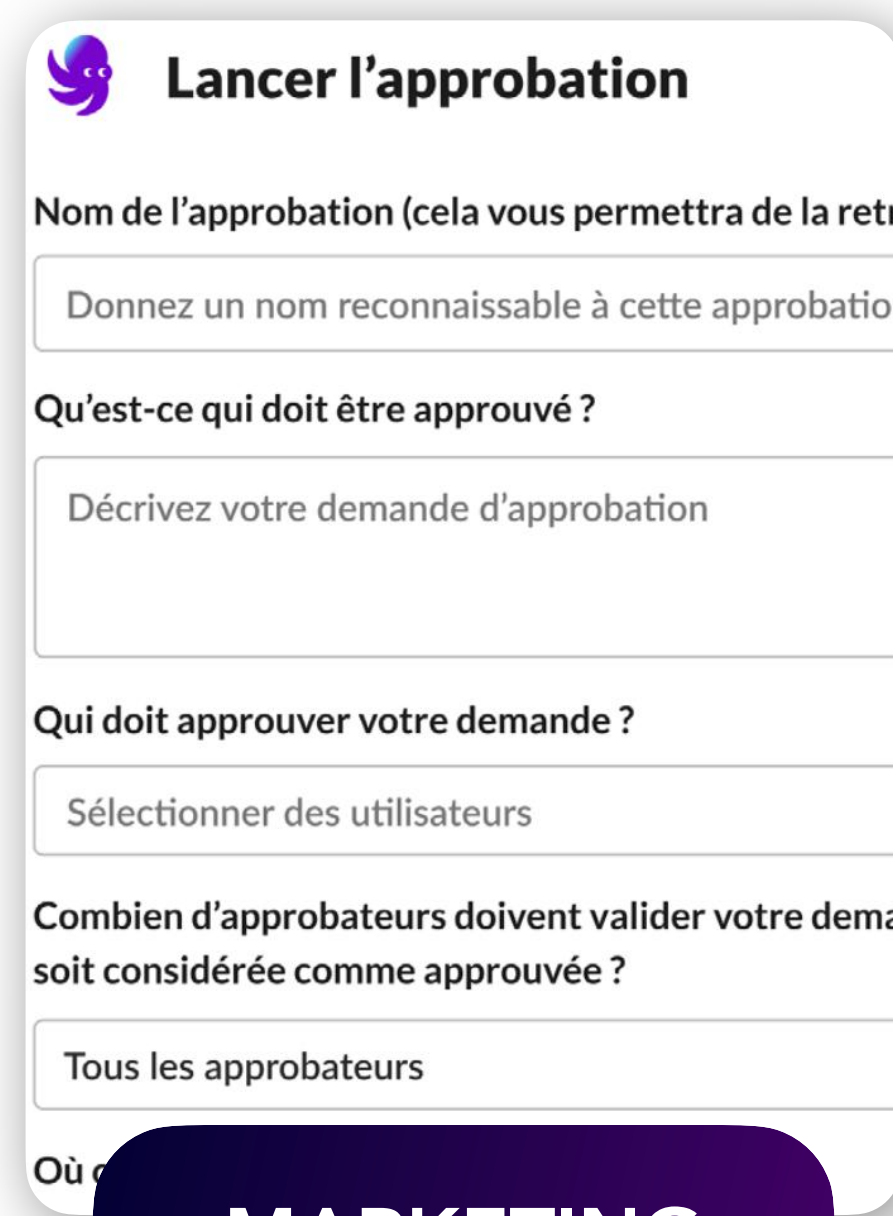 Lancer l’approbation
Nom de l’approbation (cela vous permettra de la
Donnez un nom reconnaissable à cette
Qu’est-ce qui doit être approuvé ?
Décrivez votre demande d’approbation
Qui doit approuver votre demande ?
Sélectionner des utilisateurs
Combien d’approbateurs doivent valider votre
soit considérée comme approuvée ?
Tous les approbateurs
Où
MARKETING